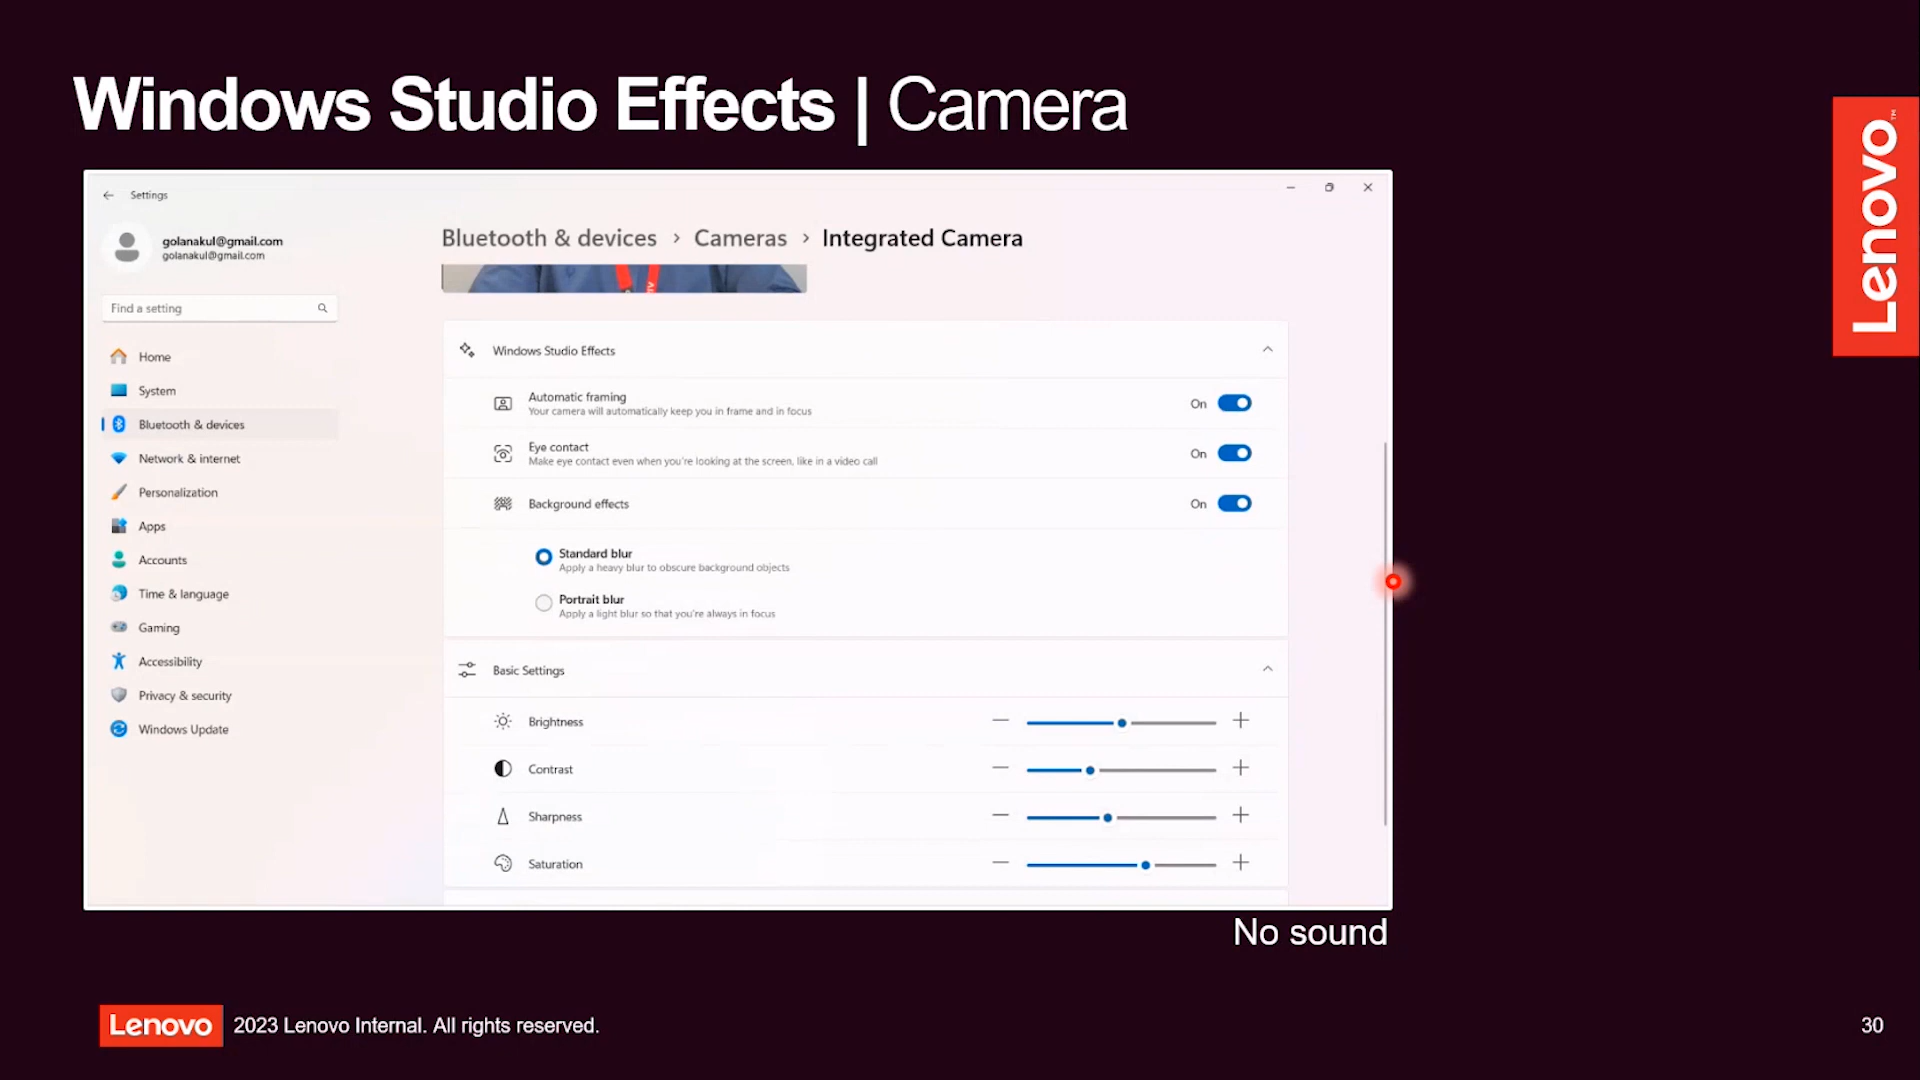 Windows Studio Effects | Camera
Lenovo™
Settings
golanakul@gmail.com
golanakul@gmail.com
Find a setting
Home
System
Bluetooth & devices
Network & internet
Personalization
Apps
Accounts
Time & language
Gaming
Accessibility
Privacy & security
Windows Update
Bluetooth & devices › Cameras › Integrated Camera
Windows Studio Effects
Automatic framing
Your camera will automatically keep you in frame and in focus
On
Eye contact
Make eye contact even when you're looking at the screen, like in a video call
On
Background effects
On
Standard blur
Apply a heavy blur to obscure background objects
Portrait blur
Apply a light blur so that you're always in focus
Basic Settings
Brightness
Contrast
Sharpness
Saturation
No sound
Lenovo 2023 Lenovo Internal. All rights reserved.
30